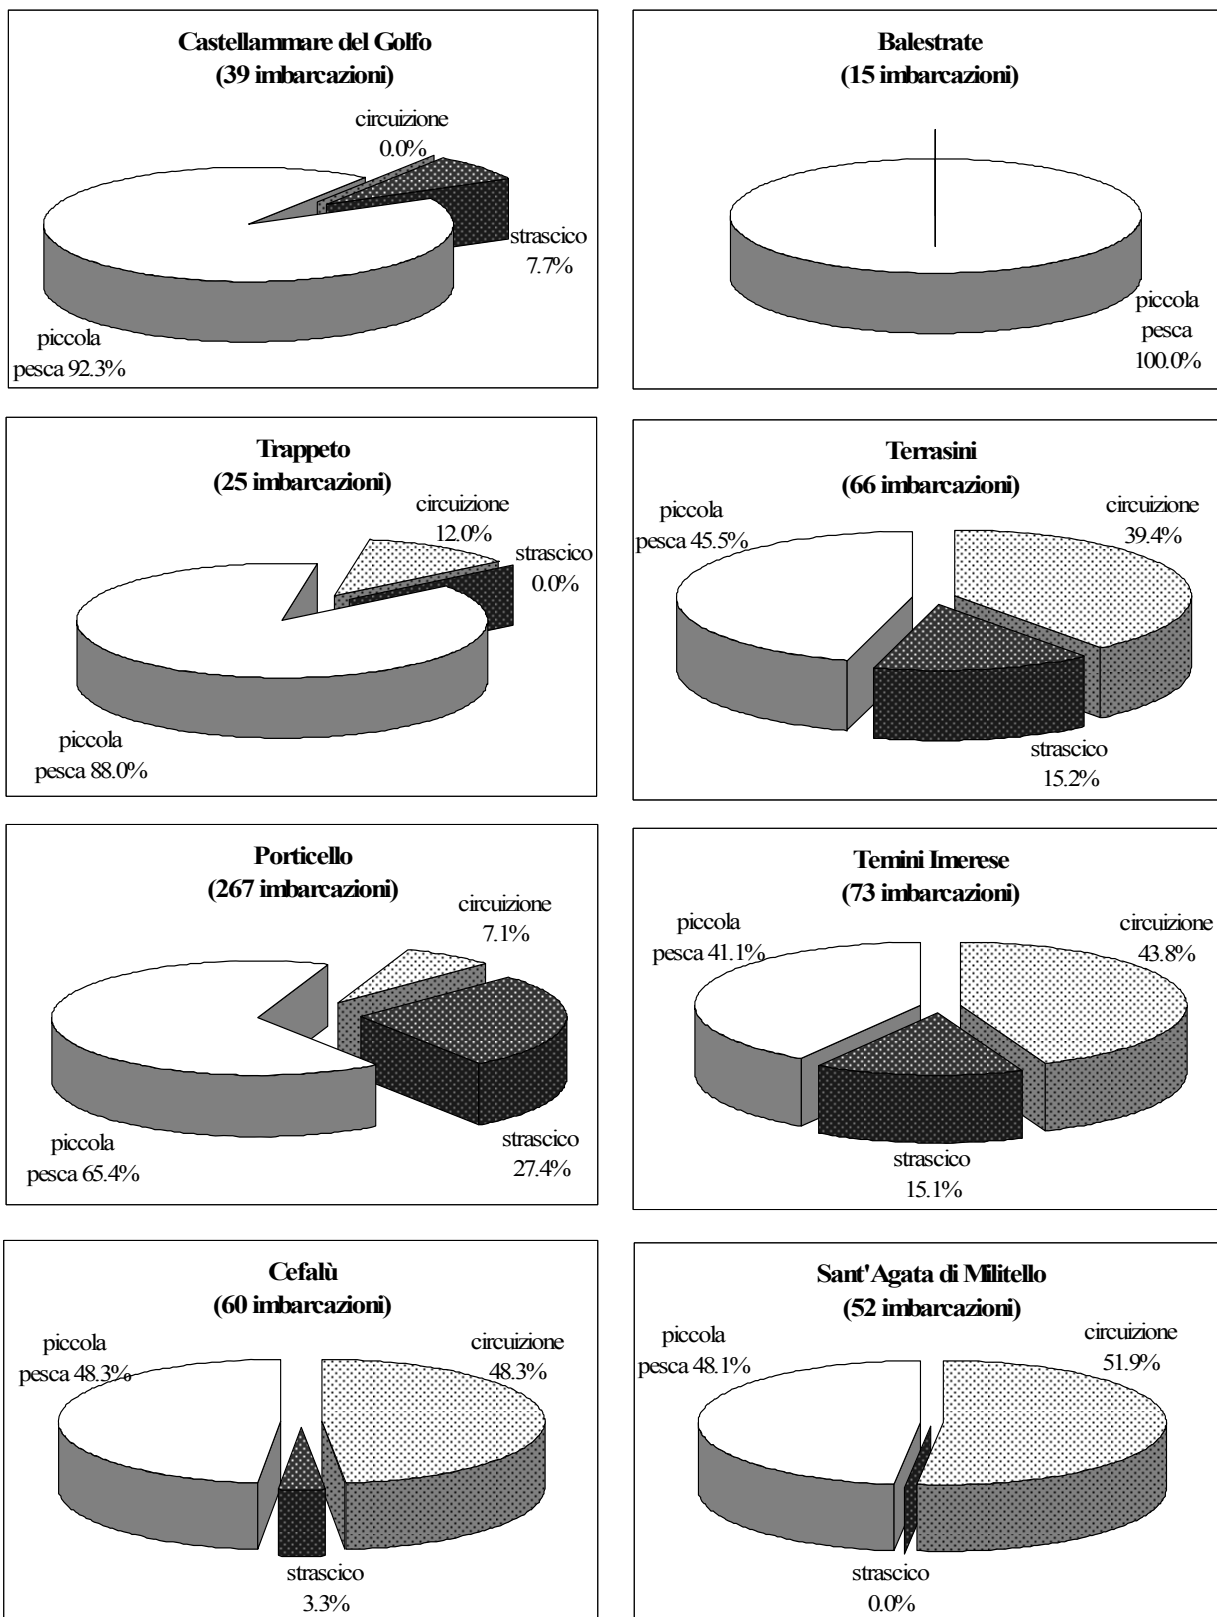 Castellammare del Golfo
(39 imbarcazioni)
circuizione
0.0%
strascico
7.7%
piccola
pesca 92.3%
Balestrate
(15 imbarcazioni)
piccola
pesca
100.0%
Trappeto
(25 imbarcazioni)
circuizione
12.0%
strascico
0.0%
piccola
pesca 88.0%
Terrasini
(66 imbarcazioni)
piccola
pesca 45.5%
circuizione
39.4%
strascico
15.2%
Porticello
(267 imbarcazioni)
circuizione
7.1%
strascico
27.4%
piccola
pesca 65.4%
Temini Imerese
(73 imbarcazioni)
piccola
pesca 41.1%
circuizione
43.8%
strascico
15.1%
Cefalù
(60 imbarcazioni)
piccola
pesca 48.3%
circuizione
48.3%
strascico
3.3%
Sant'Agata di Militello
(52 imbarcazioni)
piccola
pesca 48.1%
circuizione
51.9%
strascico
0.0%